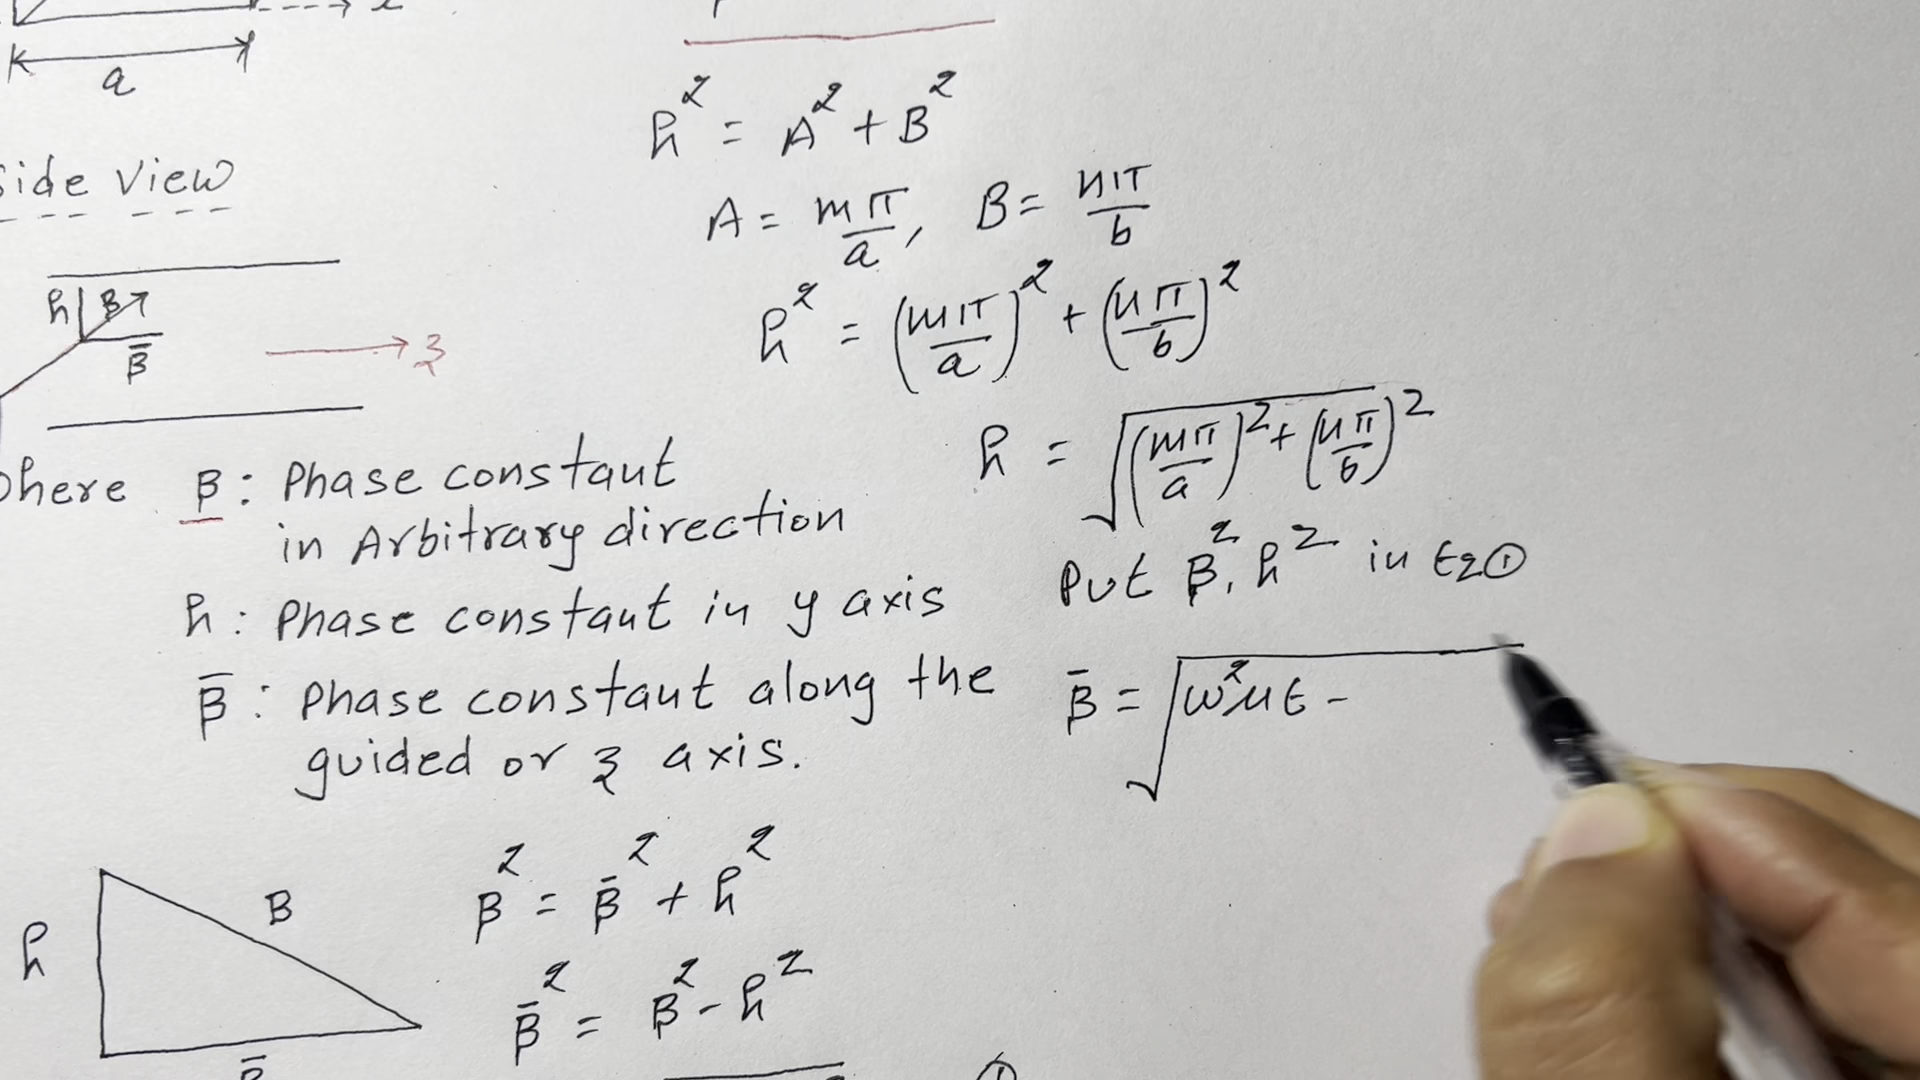 a
side view
h β
β̄
→ z
where β : Phase constant
in Arbitrary direction
h : Phase constant in y axis
β̄ : Phase constant along the
guided or z axis.
h
β
β² = β̄² + h²
β̄² = β² - h²
①
h² = A² + B²
A = mπ/a, B = nπ/b
h² = (mπ/a)² + (nπ/b)²
h = √(mπ/a)² + (nπ/b)²
Put β², h² in Eq①
β̄ = √ω²με -